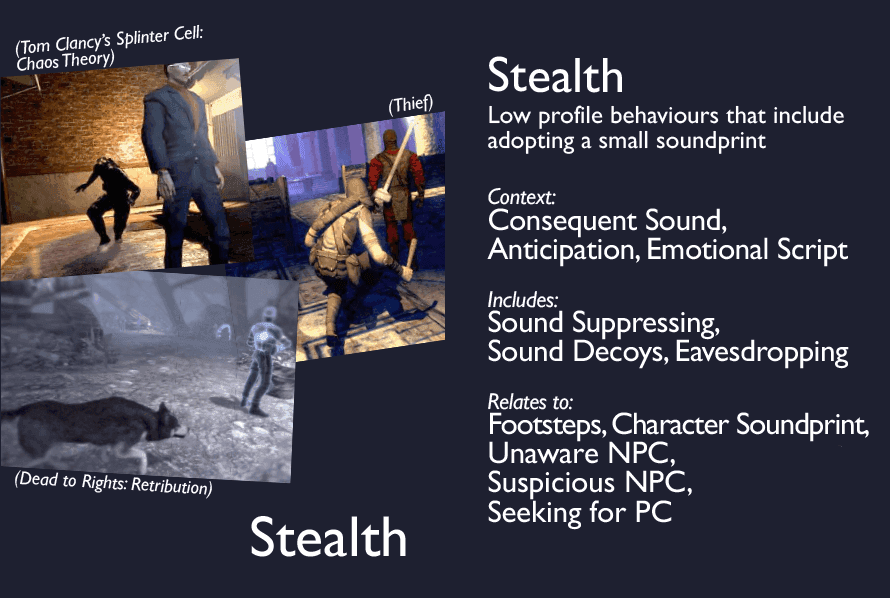 (Tom Clancy's Splinter Cell:
Chaos Theory)
(Thief)
(Dead to Rights: Retribution)
Stealth
Stealth
Low profile behaviours that include
adopting a small soundprint
Context:
Consequent Sound,
Anticipation, Emotional Script
Includes:
Sound Suppressing,
Sound Decoys, Eavesdropping
Relates to:
Footsteps, Character Soundprint,
Unaware NPC,
Suspicious NPC,
Seeking for PC